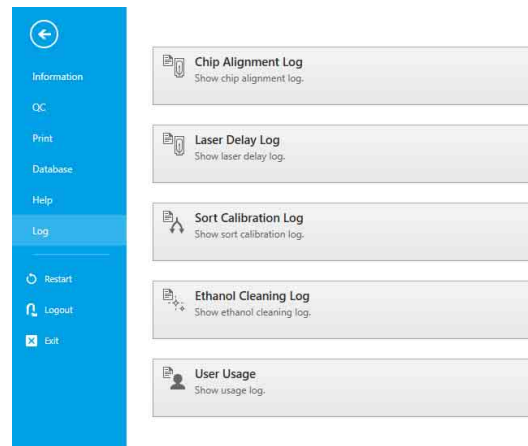 Information
QC
Print
Database
Help
Log
Restart
Logout
Exit
Chip Alignment Log
Show chip alignment log.
Laser Delay Log
Show laser delay log.
Sort Calibration Log
Show sort calibration log.
Ethanol Cleaning Log
Show ethanol cleaning log.
User Usage
Show usage log.